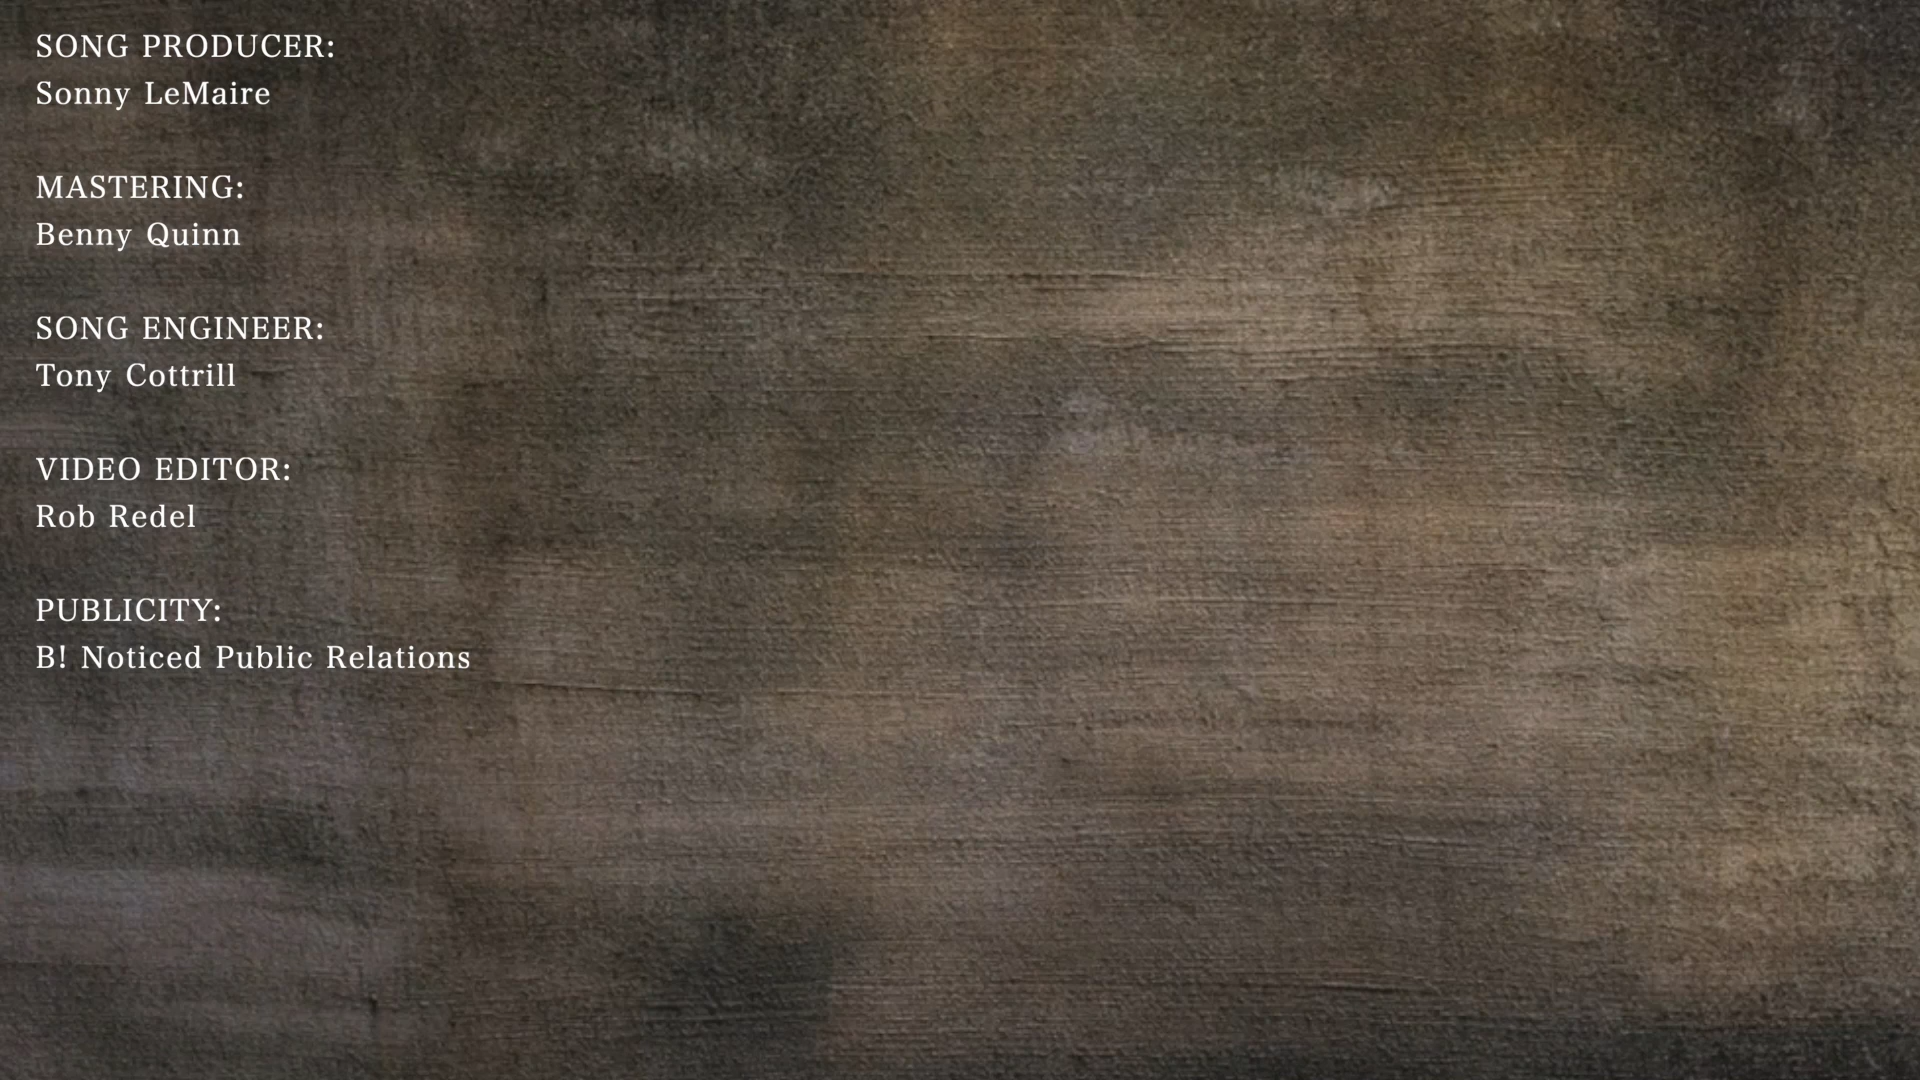 SONG PRODUCER:
Sonny LeMaire
MASTERING:
Benny Quinn
SONG ENGINEER:
Tony Cottrill
VIDEO EDITOR:
Rob Redel
PUBLICITY:
B! Noticed Public Relations